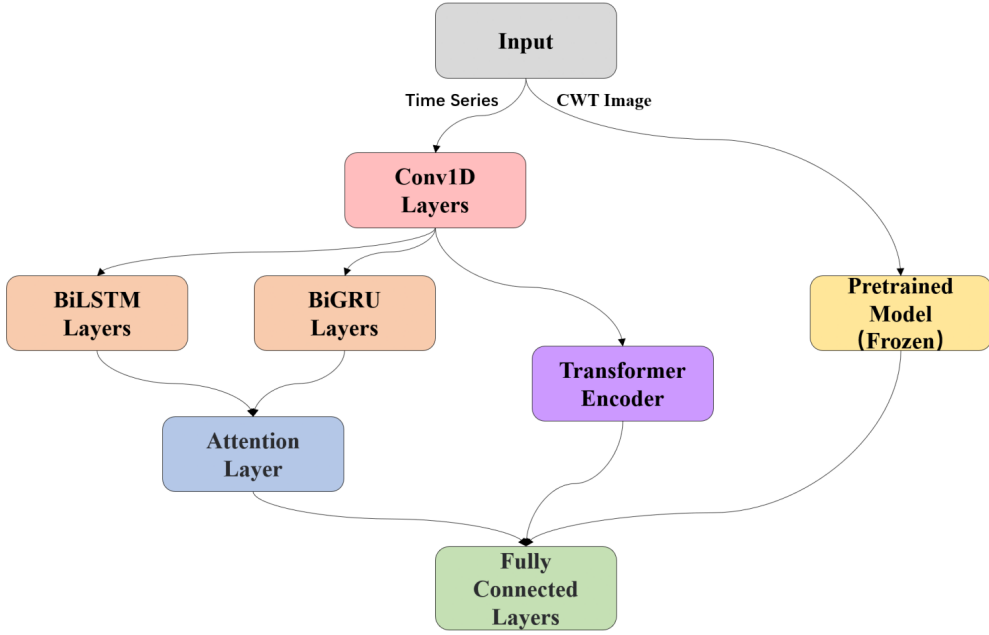 Input
Time Series
CWT Image
Conv1D
Layers
BiLSTM
Layers
BiGRU
Layers
Pretrained
Model
(Frozen)
Transformer
Encoder
Attention
Layer
Fully
Connected
Layers